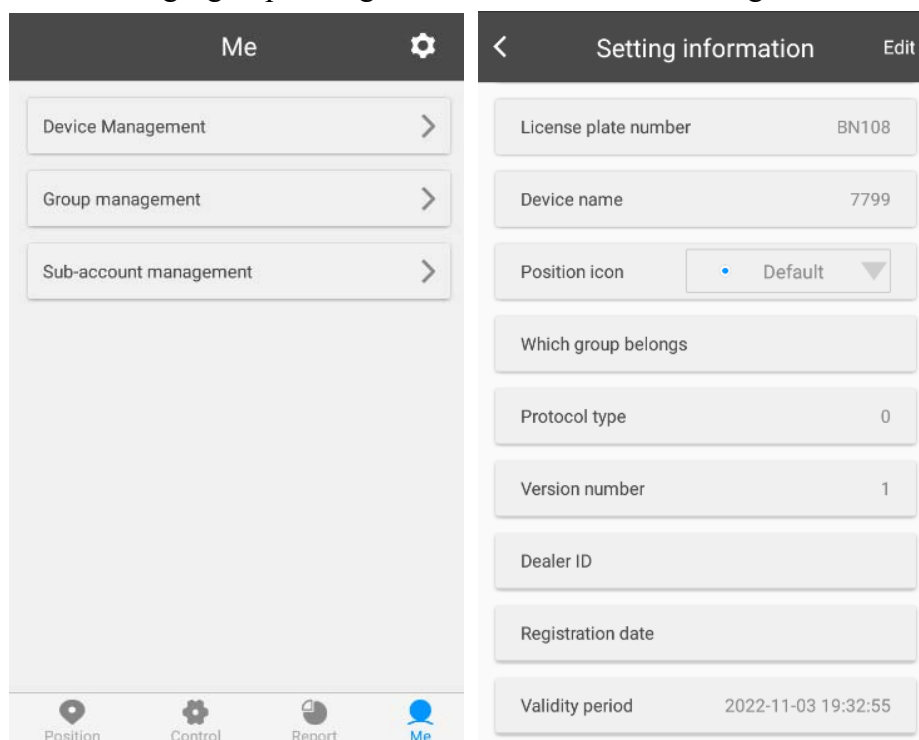 Me
Device Management
Group management
Sub-account management
Position Control Report Me
Setting information Edit
License plate number BN108
Device name 7799
Position icon Default
Which group belongs
Protocol type 0
Version number 1
Dealer ID
Registration date
Validity period 2022-11-03 19:32:55